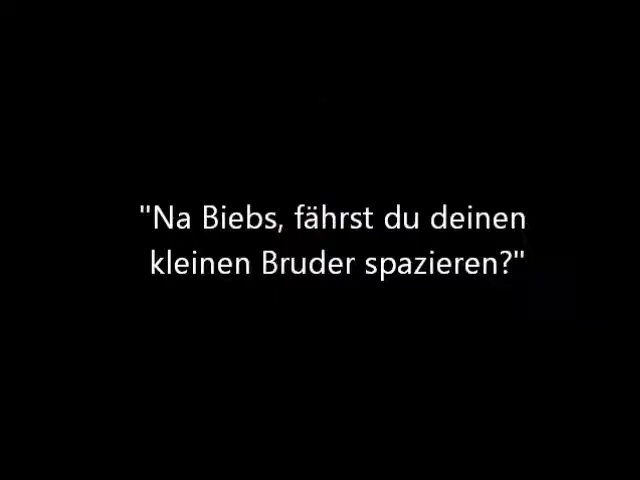 "Na Biebs, fährst du deinen
kleinen Bruder spazieren?"